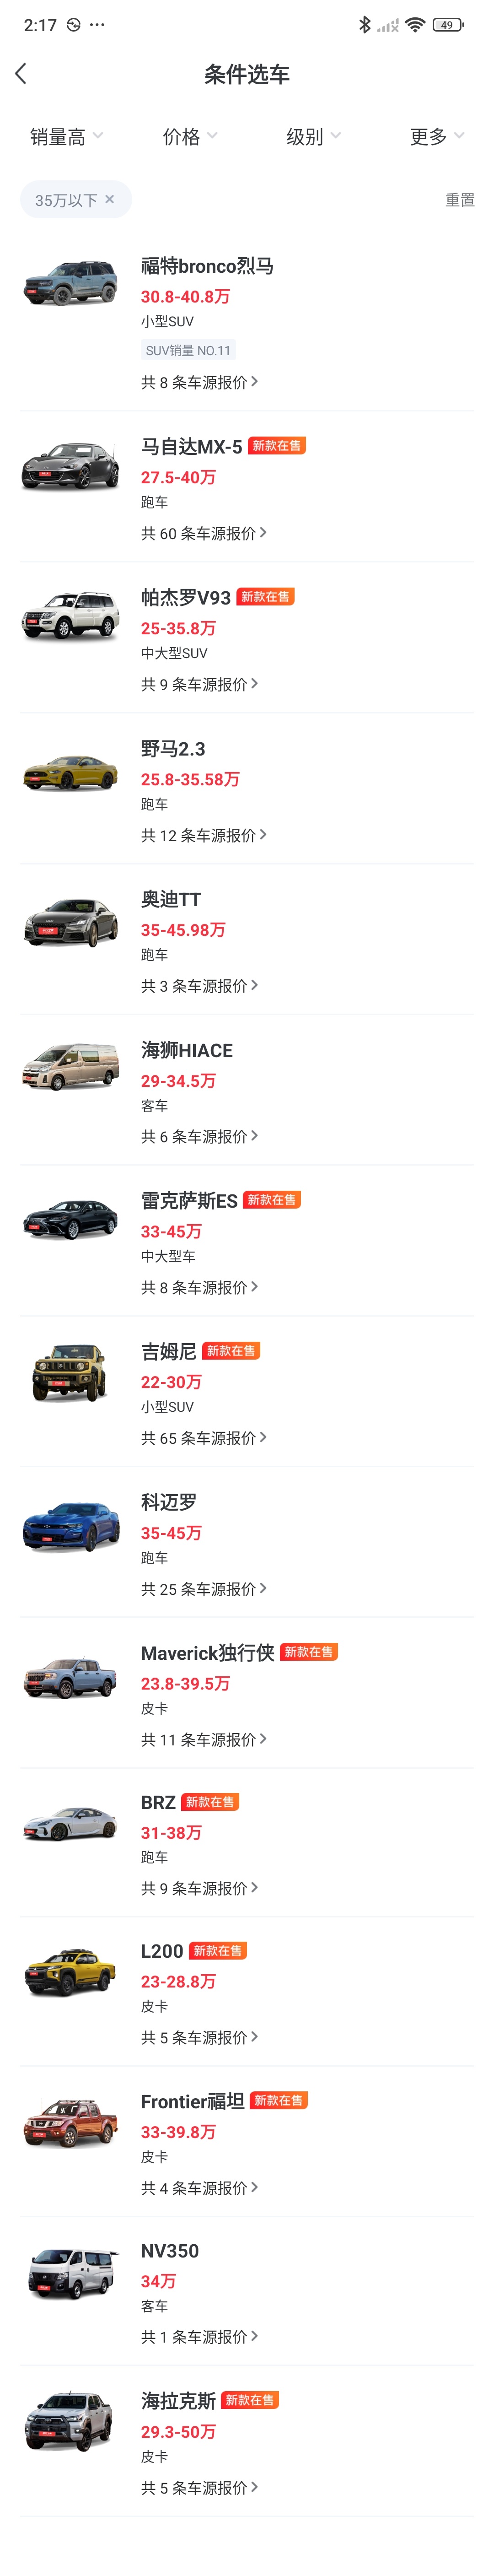 2:17
49
条件选车
销量高 价格 级别 更多
35万以下 × 重置
福特bronco烈马
30.8-40.8万
小型SUV
SUV销量 NO.11
共 8 条车源报价
马自达MX-5 新款在售
27.5-40万
跑车
共 60 条车源报价
帕杰罗V93 新款在售
25-35.8万
中大型SUV
共 9 条车源报价
野马2.3
25.8-35.58万
跑车
共 12 条车源报价
奥迪TT
35-45.98万
跑车
共 3 条车源报价
海狮HIACE
29-34.5万
客车
共 6 条车源报价
雷克萨斯ES 新款在售
33-45万
中大型车
共 8 条车源报价
吉姆尼 新款在售
22-30万
小型SUV
共 65 条车源报价
科迈罗
35-45万
跑车
共 25 条车源报价
Maverick独行侠 新款在售
23.8-39.5万
皮卡
共 11 条车源报价
BRZ 新款在售
31-38万
跑车
共 9 条车源报价
L200 新款在售
23-28.8万
皮卡
共 5 条车源报价
Frontier福坦 新款在售
33-39.8万
皮卡
共 4 条车源报价
NV350
34万
客车
共 1 条车源报价
海拉克斯 新款在售
29.3-50万
皮卡
共 5 条车源报价